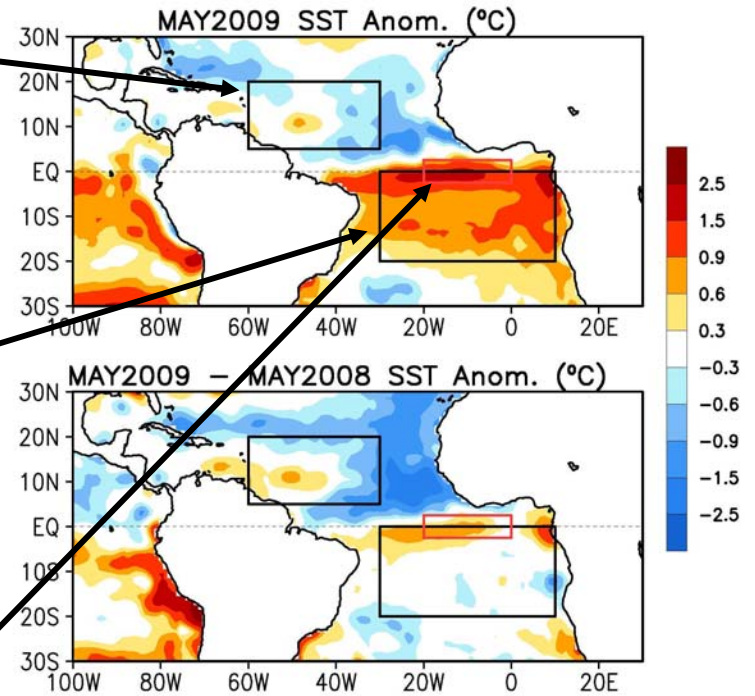 MAY2009 SST Anom. (ºC)
30N
20N
10N
EQ
10S
20S
30S
100W 80W 60W 40W 20W 0 20E
MAY2009 – MAY2008 SST Anom. (ºC)
30N
20N
10N
EQ
10S
20S
30S
100W 80W 60W 40W 20W 0 20E
2.5
1.5
0.9
0.6
0.3
-0.3
-0.6
-0.9
-1.5
-2.5